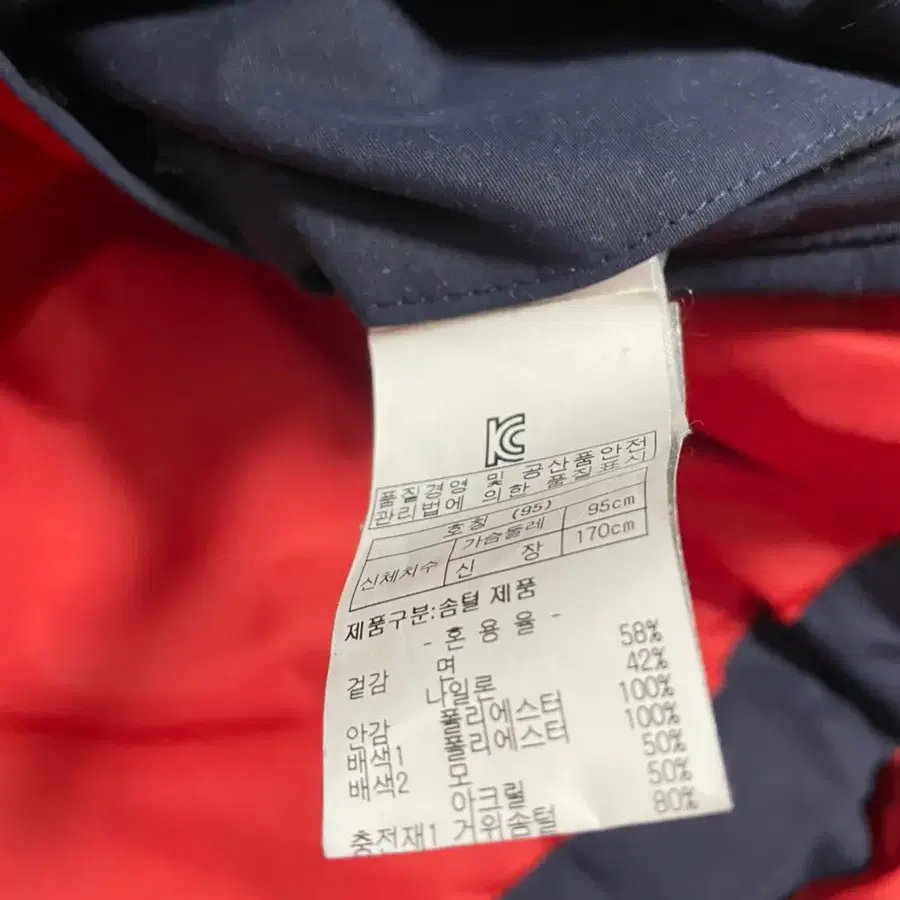 KC
품질경영 및 공산품안전
관리법에 의한 품질표시
호칭 (95)
신체치수 가슴둘레 95cm
신 장 170cm
제품구분:솜털 제품
- 혼 용 율 -
겉감 면 58%
나일론 42%
안감 폴리에스터 100%
배색1 폴리에스터 100%
배색2 모 50%
아크릴 50%
충전재1 거위솜털 80%